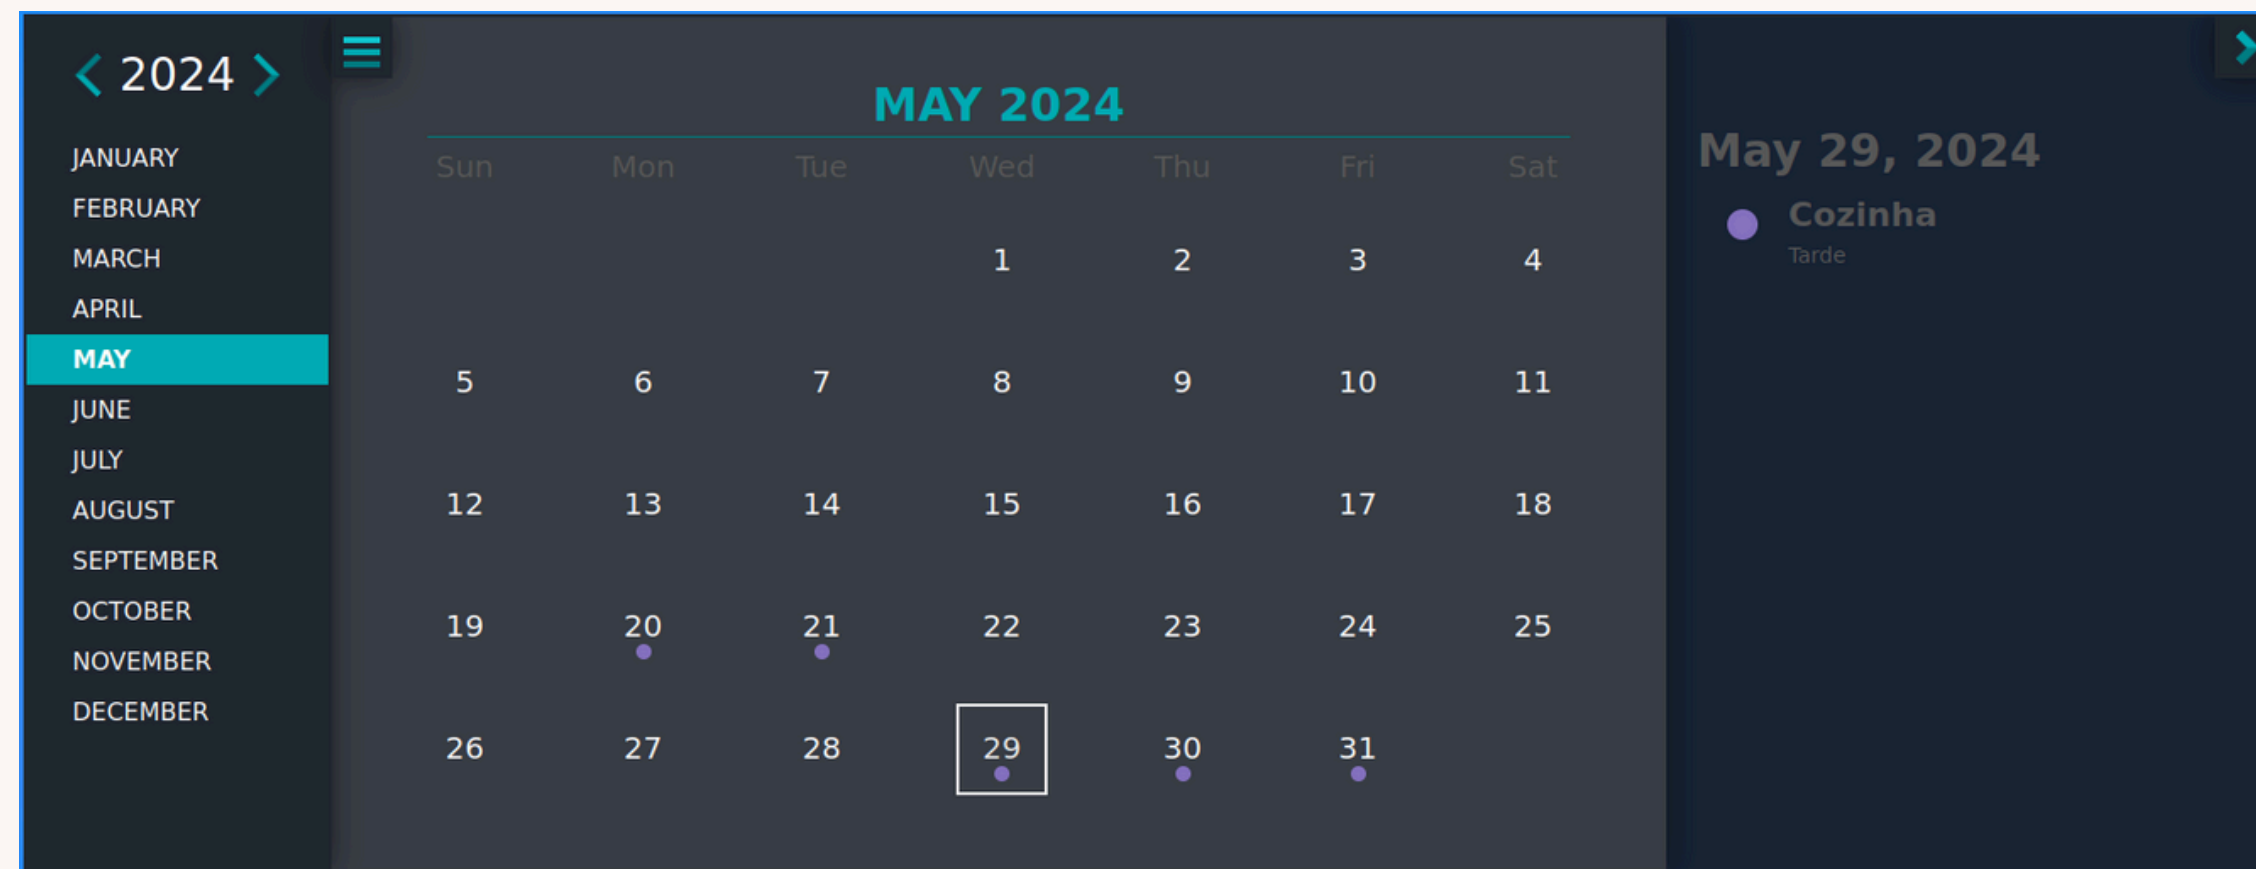 2024
JANUARY
FEBRUARY
MARCH
APRIL
MAY
JUNE
JULY
AUGUST
SEPTEMBER
OCTOBER
NOVEMBER
DECEMBER
MAY 2024
Sun Mon Tue Wed Thu Fri Sat
1 2 3 4
5 6 7 8 9 10 11
12 13 14 15 16 17 18
19 20 21 22 23 24 25
26 27 28 29 30 31
May 29, 2024
Cozinha
Tarde